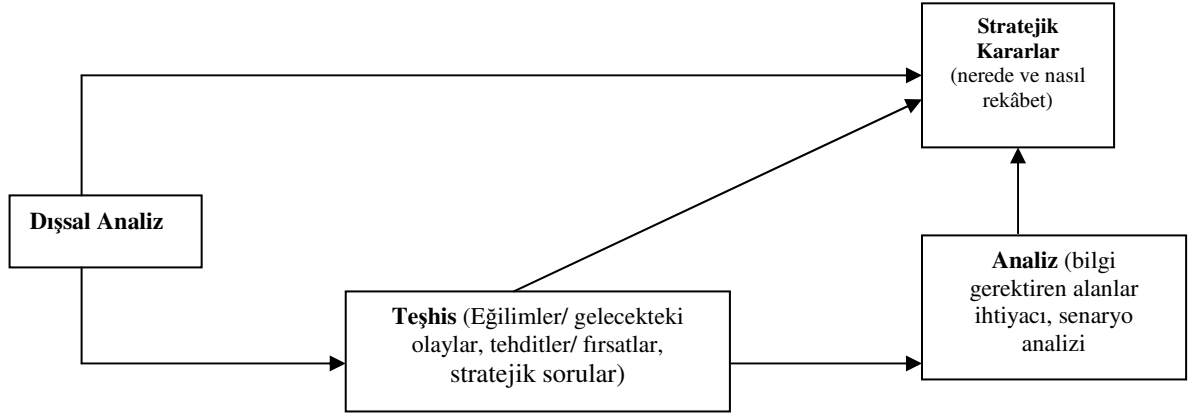 Stratejik
Kararlar
(nerede ve nasıl
rekâbet)
Dışsal Analiz
Teşhis (Eğilimler/ gelecekteki
olaylar, tehditler/ fırsatlar,
stratejik sorular)
Analiz (bilgi
gerektiren alanlar
ihtiyacı, senaryo
analizi